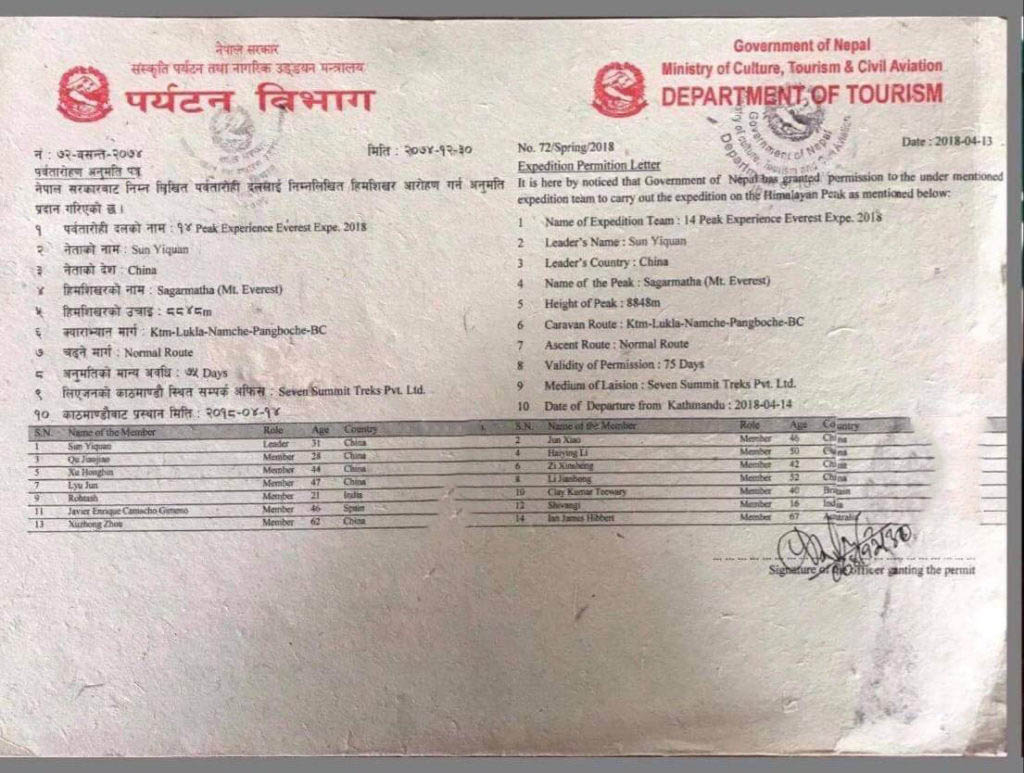 नेपाल सरकार
संस्कृति पर्यटन तथा नागरिक उड्डयन मन्त्रालय
पर्यटन विभाग
नं : ७२-वसन्त-२०७४
मिति : २०७४-१२-३०
पर्वतारोहण अनुमति पत्र
नेपाल सरकारबाट निम्न लिखित पर्वतारोही दललाई निम्नलिखित हिमशिखर आरोहण गर्न अनुमति
प्रदान गरिएको छ।
१ पर्वतारोही दलको नाम : १४ Peak Experience Everest Expe. 2018
२ नेताको नाम : Sun Yiquan
३ नेताको देश : China
४ हिमशिखरको नाम : Sagarmatha (Mt. Everest)
५ हिमशिखरको उचाइ : ८८४८m
६ क्याराभ्यान मार्ग : Ktm-Lukla-Namche-Pangboche-BC
७ चढ्ने मार्ग : Normal Route
८ अनुमतिको मान्य अवधि : ७५ Days
९ लिएजनको काठमाण्डौ स्थित सम्पर्क अफिस : Seven Summit Treks Pvt. Ltd.
१० काठमाण्डौबाट प्रस्थान मिति : २०१८-०४-१४
S.N. Name of the Member Role Age Country
1 Sun Yiquan Leader 31 China
3 Qu Jiaojiao Member 28 China
5 Xu Hongbin Member 44 China
7 Lyu Jun Member 47 China
9 Rohtash Member 21 India
11 Javier Enrique Camacho Gimeno Member 46 Spain
13 Xuzhong Zhou Member 62 China
Government of Nepal
Ministry of Culture, Tourism & Civil Aviation
DEPARTMENT OF TOURISM
No. 72/Spring/2018
Date : 2018-04-13
Expedition Permition Letter
It is here by noticed that Government of Nepal has granted permission to the under mentioned
expedition team to carry out the expedition on the Himalayan Peak as mentioned below:
1 Name of Expedition Team : 14 Peak Experience Everest Expe. 2018
2 Leader's Name : Sun Yiquan
3 Leader's Country : China
4 Name of the Peak : Sagarmatha (Mt. Everest)
5 Height of Peak : 8848m
6 Caravan Route : Ktm-Lukla-Namche-Pangboche-BC
7 Ascent Route : Normal Route
8 Validity of Permission : 75 Days
9 Medium of Laision : Seven Summit Treks Pvt. Ltd.
10 Date of Departure from Kathmandu : 2018-04-14
S.N. Name of the Member Role Age Country
2 Jun Xiao Member 46 China
4 Haiying Li Member 50 China
6 Zi Xinsheng Member 42 China
8 Li Jianhong Member 52 China
10 Clay Kumar Teewary Member 40 Britain
12 Shivangi Member 16 India
14 Ian James Hibbert Member 67 Australia
Signature of the officer ganting the permit